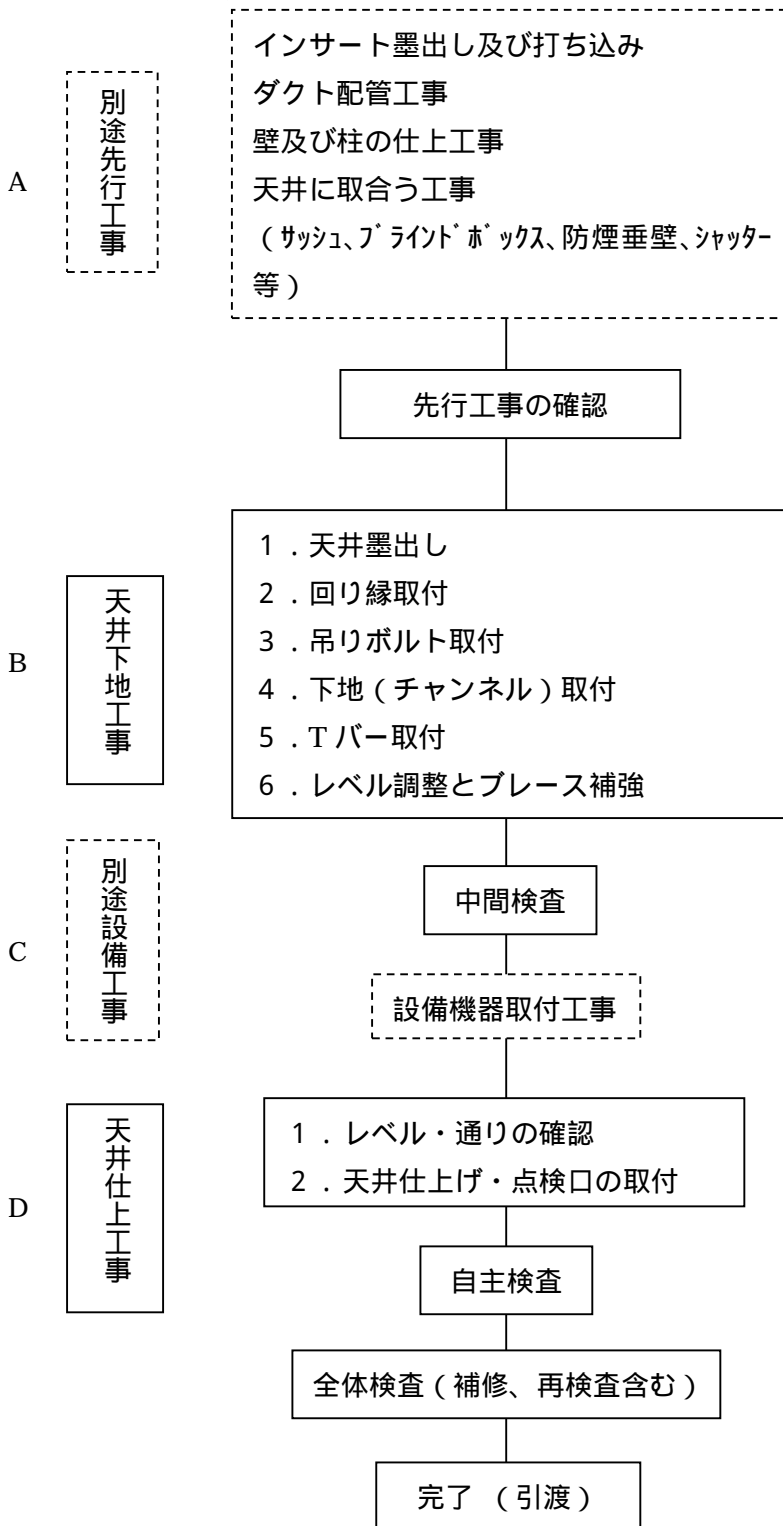 A
別途先行工事
インサート墨出し及び打ち込み
ダクト配管工事
壁及び柱の仕上工事
天井に取合う工事
（ｻｯｼｭ、ﾌﾞﾗｲﾝﾄﾞﾎﾞｯｸｽ、防煙垂壁、ｼｬｯﾀｰ
等）
先行工事の確認
B
天井下地工事
1．天井墨出し
2．回り縁取付
3．吊りボルト取付
4．下地（チャンネル）取付
5．Tバー取付
6．レベル調整とブレース補強
中間検査
C
別途設備工事
設備機器取付工事
D
天井仕上工事
1．レベル・通りの確認
2．天井仕上げ・点検口の取付
自主検査
全体検査（補修、再検査含む）
完了 （引渡）